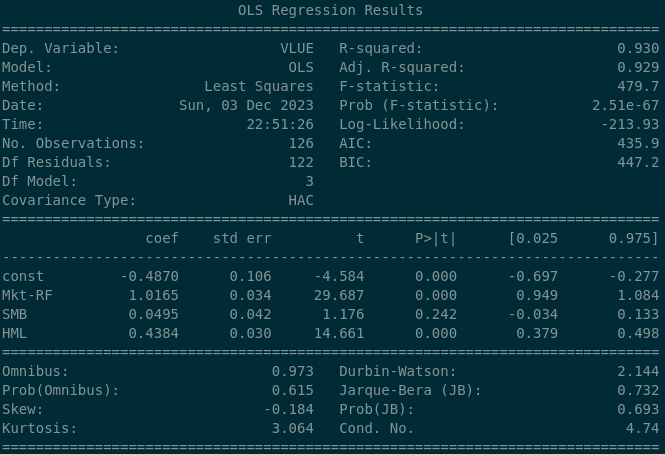 OLS Regression Results
==============================================================================
Dep. Variable:                   VLUE   R-squared:                       0.930
Model:                            OLS   Adj. R-squared:                  0.929
Method:                 Least Squares   F-statistic:                     479.7
Date:                Sun, 03 Dec 2023   Prob (F-statistic):           2.51e-67
Time:                        22:51:26   Log-Likelihood:                -213.93
No. Observations:                 126   AIC:                             435.9
Df Residuals:                     122   BIC:                             447.2
Df Model:                           3
Covariance Type:                  HAC
==============================================================================
                 coef    std err          t      P>|t|      [0.025      0.975]
------------------------------------------------------------------------------
const         -0.4870      0.106     -4.584      0.000      -0.697      -0.277
Mkt-RF         1.0165      0.034     29.687      0.000       0.949       1.084
SMB            0.0495      0.042      1.176      0.242      -0.034       0.133
HML            0.4384      0.030     14.661      0.000       0.379       0.498
==============================================================================
Omnibus:                        0.973   Durbin-Watson:                   2.144
Prob(Omnibus):                  0.615   Jarque-Bera (JB):                0.732
Skew:                          -0.184   Prob(JB):                        0.693
Kurtosis:                       3.064   Cond. No.                         4.74
==============================================================================